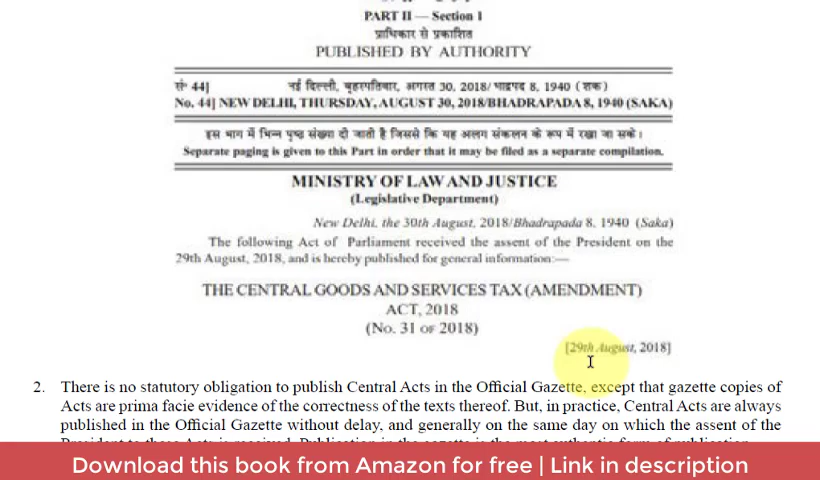 PART II — Section 1
प्राधिकार से प्रकाशित
PUBLISHED BY AUTHORITY
सं॰ 44] नई दिल्ली, बृहस्पतिवार, अगस्त 30, 2018/ भाद्रपद 8, 1940 ( शक)
No. 44] NEW DELHI, THURSDAY, AUGUST 30, 2018/BHADRAPADA 8, 1940 (SAKA)
इस भाग में भिन्न पृष्ठ संख्या दी जाती है जिससे कि यह अलग संकलन के रूप में रखा जा सके।
Separate paging is given to this Part in order that it may be filed as a separate compilation.
MINISTRY OF LAW AND JUSTICE
(Legislative Department)
New Delhi, the 30th August, 2018/Bhadrapada 8, 1940 (Saka)
The following Act of Parliament received the assent of the President on the
29th August, 2018, and is hereby published for general information:—
THE CENTRAL GOODS AND SERVICES TAX (AMENDMENT)
ACT, 2018
(No. 31 OF 2018)
[29th August, 2018]
2. There is no statutory obligation to publish Central Acts in the Official Gazette, except that gazette copies of
Acts are prima facie evidence of the correctness of the texts thereof. But, in practice, Central Acts are always
published in the Official Gazette without delay, and generally on the same day on which the assent of the
Download this book from Amazon for free | Link in description